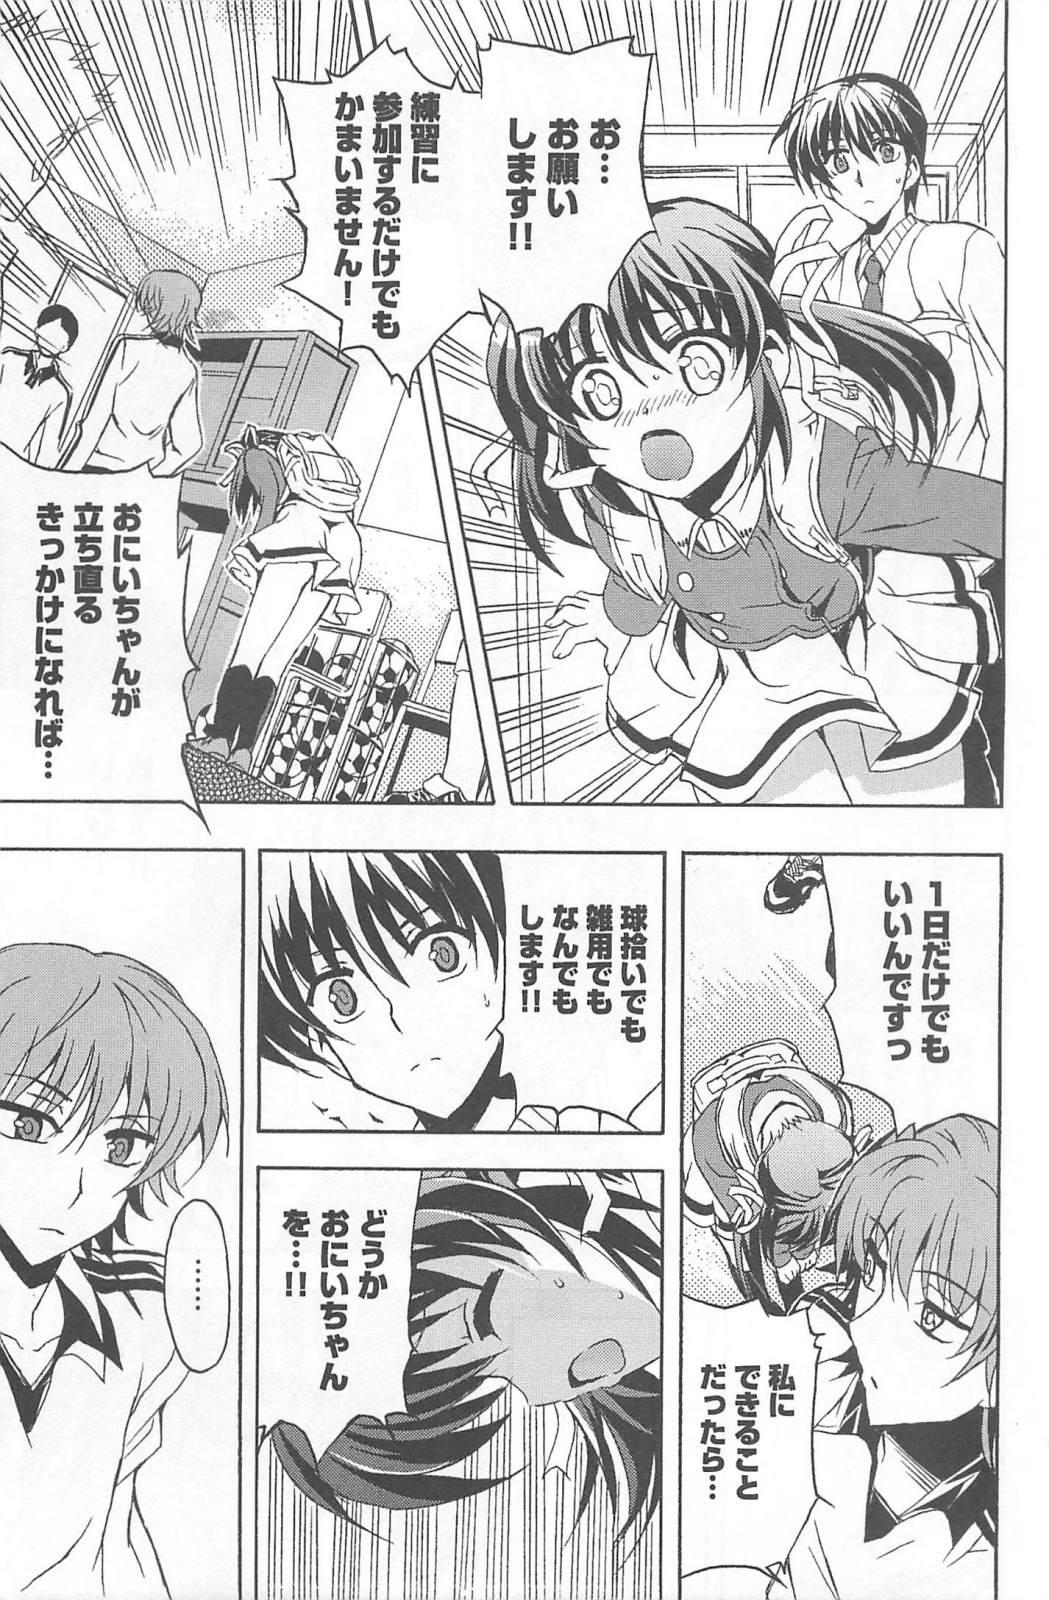 お…
お願い
します!!
練習に
参加するだけでも
かまいません!
おにいちゃんが
立ち直る
きっかけになれば…
1日だけでも
いいんですっ
私に
できること
だったら…
球拾いでも
雑用でも
なんでも
します!!
どうか
おにいちゃん
を…!!
……